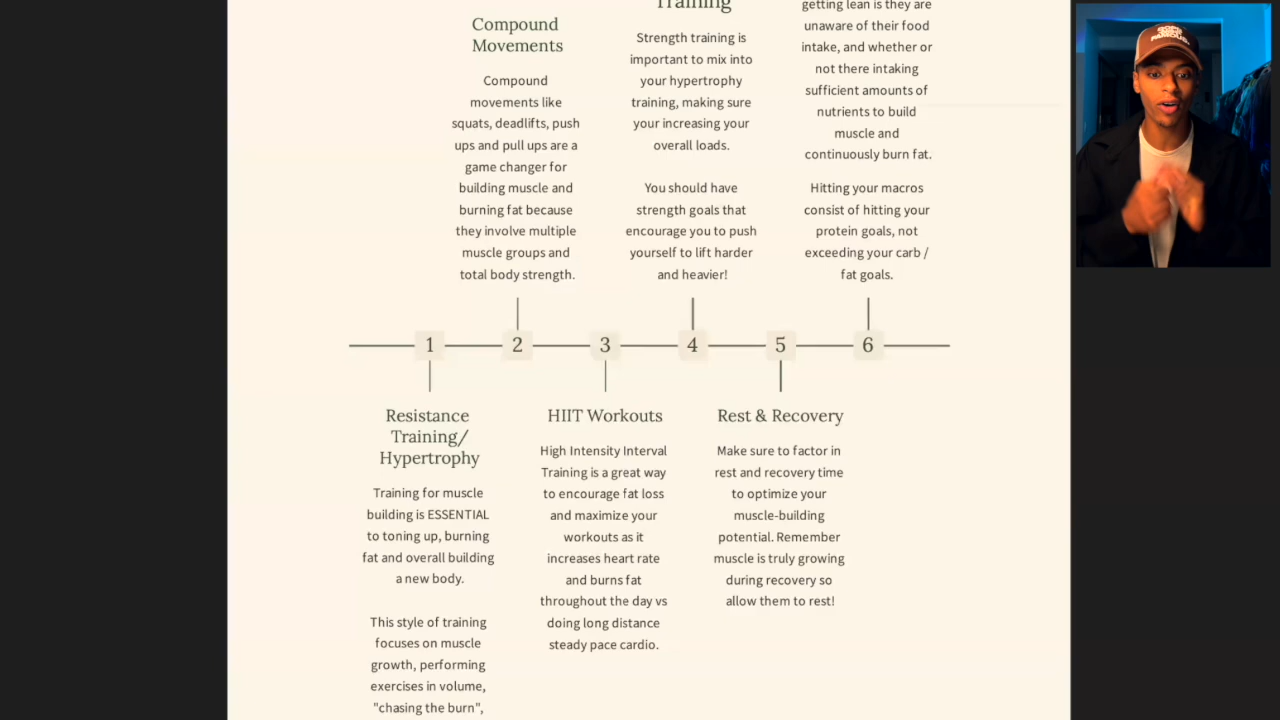 Compound
Movements
Compound
movements like
squats, deadlifts, push
ups and pull ups are a
game changer for
building muscle and
burning fat because
they involve multiple
muscle groups and
total body strength.
Training
Strength training is
important to mix into
your hypertrophy
training, making sure
your increasing your
overall loads.
You should have
strength goals that
encourage you to push
yourself to lift harder
and heavier!
getting lean is they are
unaware of their food
intake, and whether or
not there intaking
sufficient amounts of
nutrients to build
muscle and
continuously burn fat.
Hitting your macros
consist of hitting your
protein goals, not
exceeding your carb /
fat goals.
1 2 3 4 5 6
Resistance
Training/
Hypertrophy
Training for muscle
building is ESSENTIAL
to toning up, burning
fat and overall building
a new body.
This style of training
focuses on muscle
growth, performing
exercises in volume,
"chasing the burn",
HIIT Workouts
High Intensity Interval
Training is a great way
to encourage fat loss
and maximize your
workouts as it
increases heart rate
and burns fat
throughout the day vs
doing long distance
steady pace cardio.
Rest & Recovery
Make sure to factor in
rest and recovery time
to optimize your
muscle-building
potential. Remember
muscle is truly growing
during recovery so
allow them to rest!